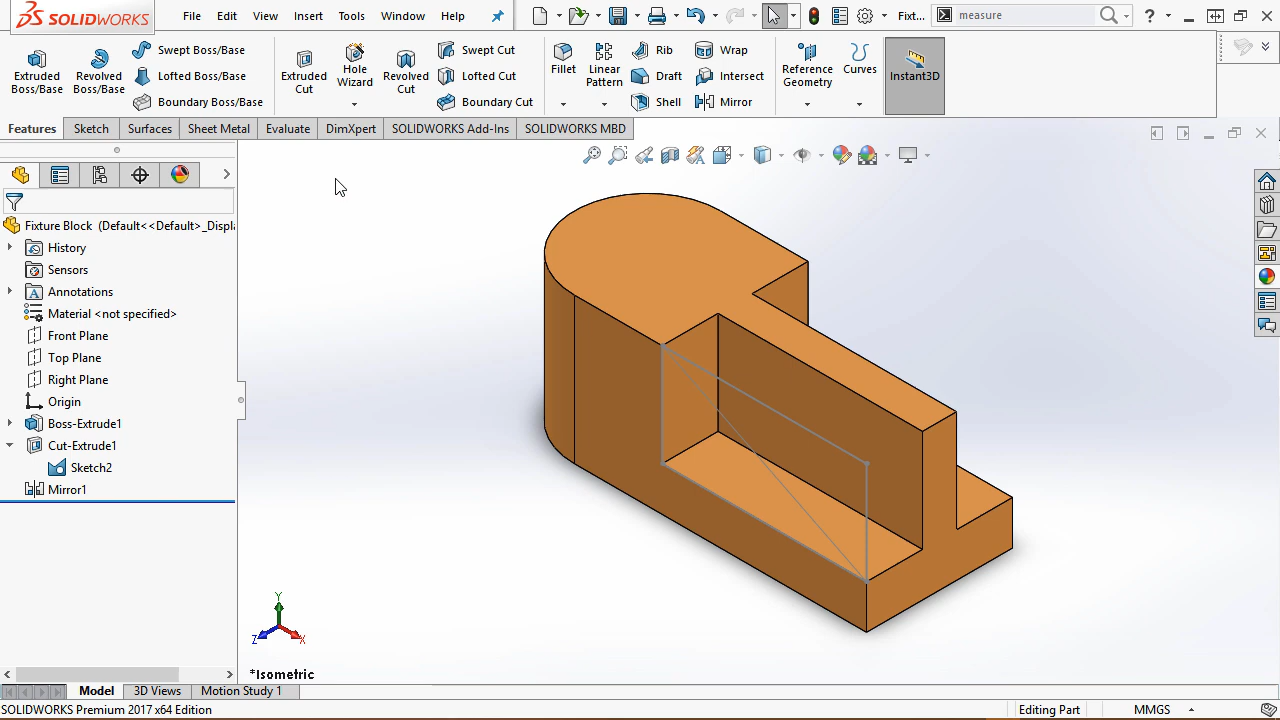 SOLIDWORKS File Edit View Insert Tools Window Help Fixt... measure ?
Extruded Boss/Base
Revolved Boss/Base
Swept Boss/Base
Lofted Boss/Base
Boundary Boss/Base
Extruded Cut
Hole Wizard
Revolved Cut
Swept Cut
Lofted Cut
Boundary Cut
Fillet
Linear Pattern
Rib
Draft
Shell
Wrap
Intersect
Mirror
Reference Geometry
Curves
Instant3D
Features Sketch Surfaces Sheet Metal Evaluate DimXpert SOLIDWORKS Add-Ins SOLIDWORKS MBD
Fixture Block (Default<<Default>_Displa
History
Sensors
Annotations
Material <not specified>
Front Plane
Top Plane
Right Plane
Origin
Boss-Extrude1
Cut-Extrude1
Sketch2
Mirror1
Y
Z X
*Isometric
Model 3D Views Motion Study 1
SOLIDWORKS Premium 2017 x64 Edition Editing Part MMGS